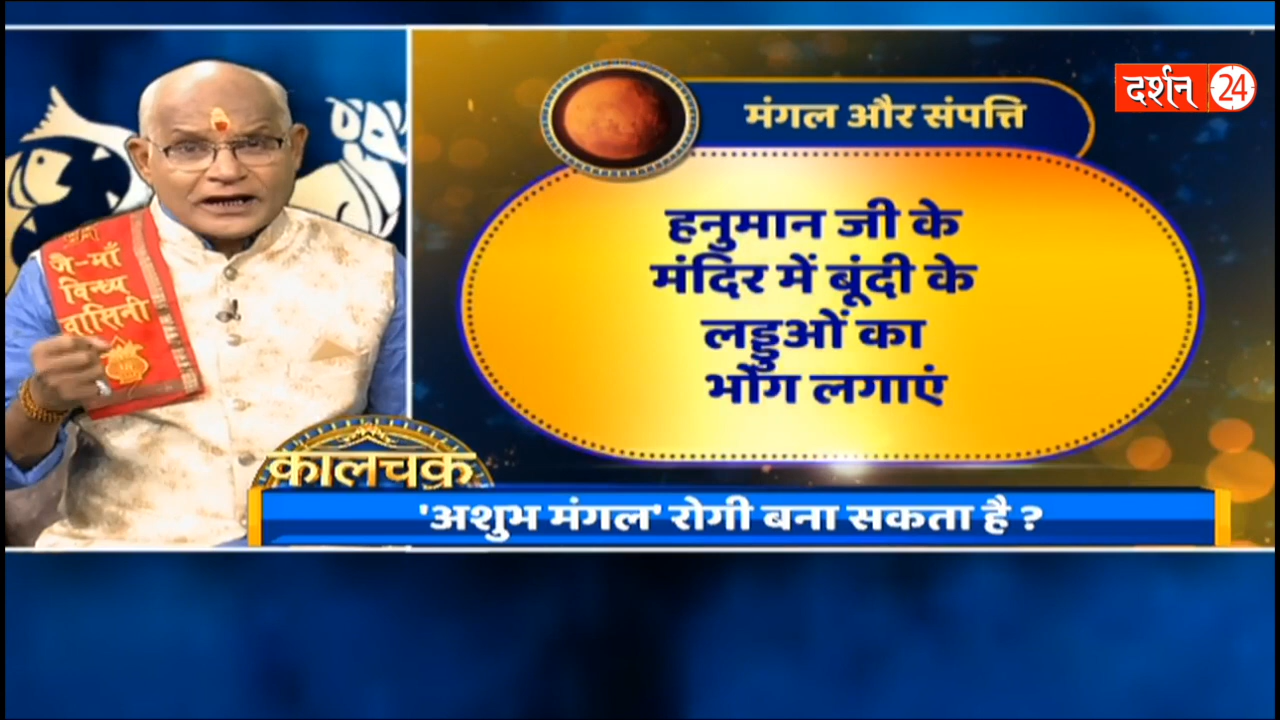 दर्शन 24
मंगल और संपत्ति
हनुमान जी के
मंदिर में बूंदी के
लड्डुओं का
भोग लगाएं
जै-माँ
विन्ध्य
वासिनी
कालचक्र
'अशुभ मंगल' रोगी बना सकता है ?